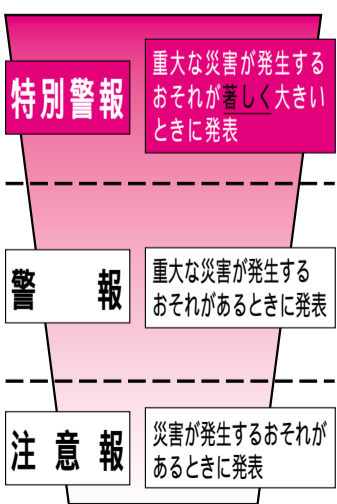 特別警報
重大な災害が発生する
おそれが著しく大きい
ときに発表
警報
重大な災害が発生する
おそれがあるときに発表
注意報
災害が発生するおそれが
あるときに発表